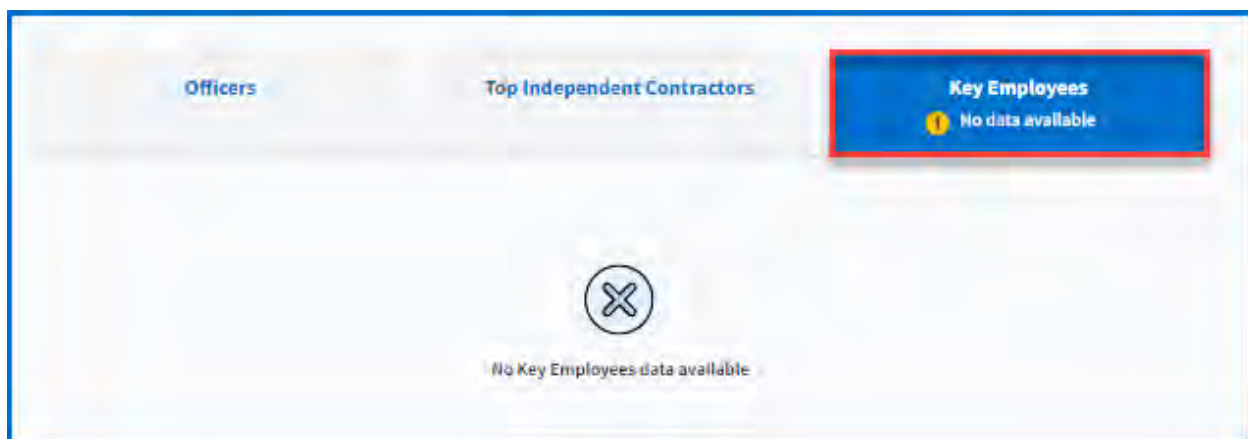 Officers
Top Independent Contractors
Key Employees
! No data available
No Key Employees data available